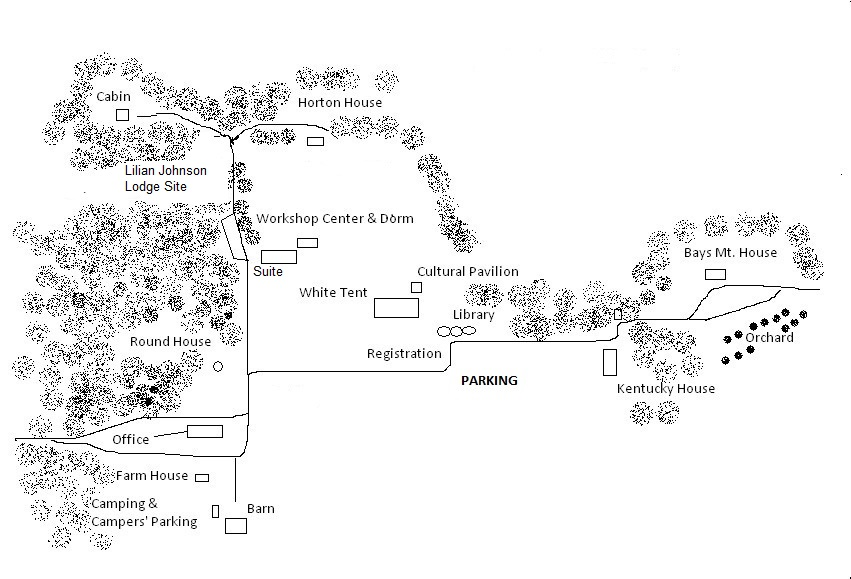 Cabin
Horton House
Lilian Johnson
Lodge Site
Workshop Center & Dorm
Bays Mt. House
Suite
Cultural Pavilion
White Tent
Library
Round House
Orchard
Registration
PARKING
Kentucky House
Office
Farm House
Camping &
Campers' Parking
Barn